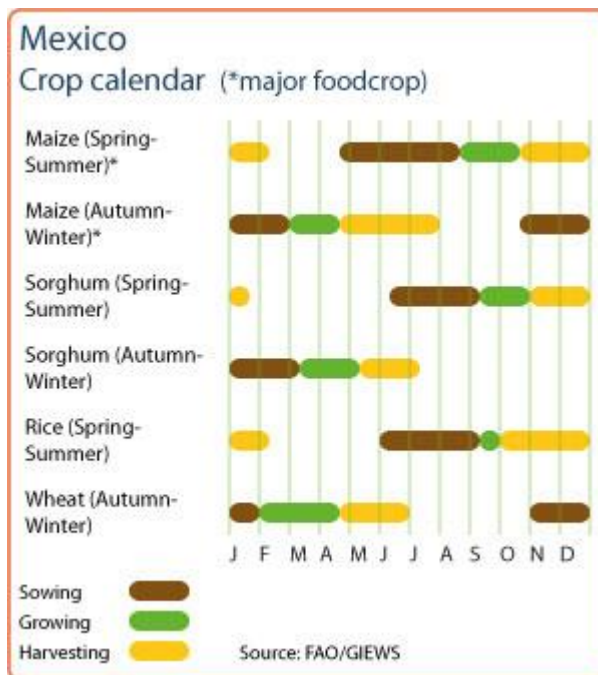 Mexico
Crop calendar (*major foodcrop)
Maize (Spring-
Summer)*
Maize (Autumn-
Winter)*
Sorghum (Spring-
Summer)
Sorghum (Autumn-
Winter)
Rice (Spring-
Summer)
Wheat (Autumn-
Winter)
J F M A M J J A S O N D
Sowing
Growing
Harvesting
Source: FAO/GIEWS